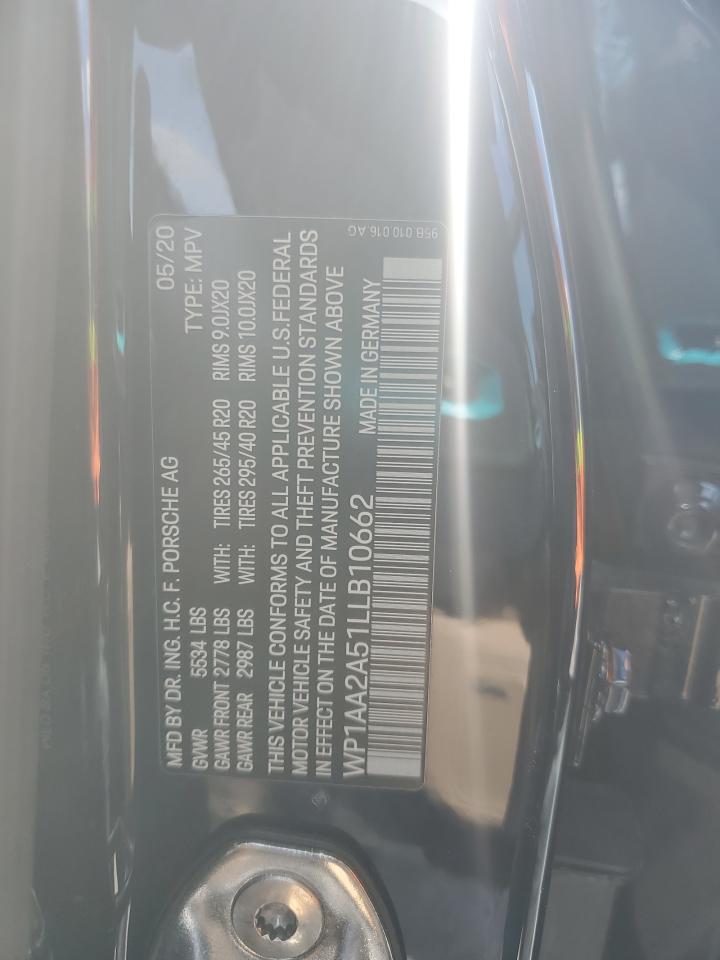 MFD BY DR. ING. H.C. F. PORSCHE AG 05/20
GVWR 5534 LBS TYPE: MPV
GAWR FRONT 2778 LBS WITH: TIRES 265/45 R20 RIMS 9.0JX20
GAWR REAR 2987 LBS WITH: TIRES 295/40 R20 RIMS 10.0JX20
THIS VEHICLE CONFORMS TO ALL APPLICABLE U.S.FEDERAL
MOTOR VEHICLE SAFETY AND THEFT PREVENTION STANDARDS
IN EFFECT ON THE DATE OF MANUFACTURE SHOWN ABOVE
WP1AA2A51LLB10662 MADE IN GERMANY
95B.010.016 AG